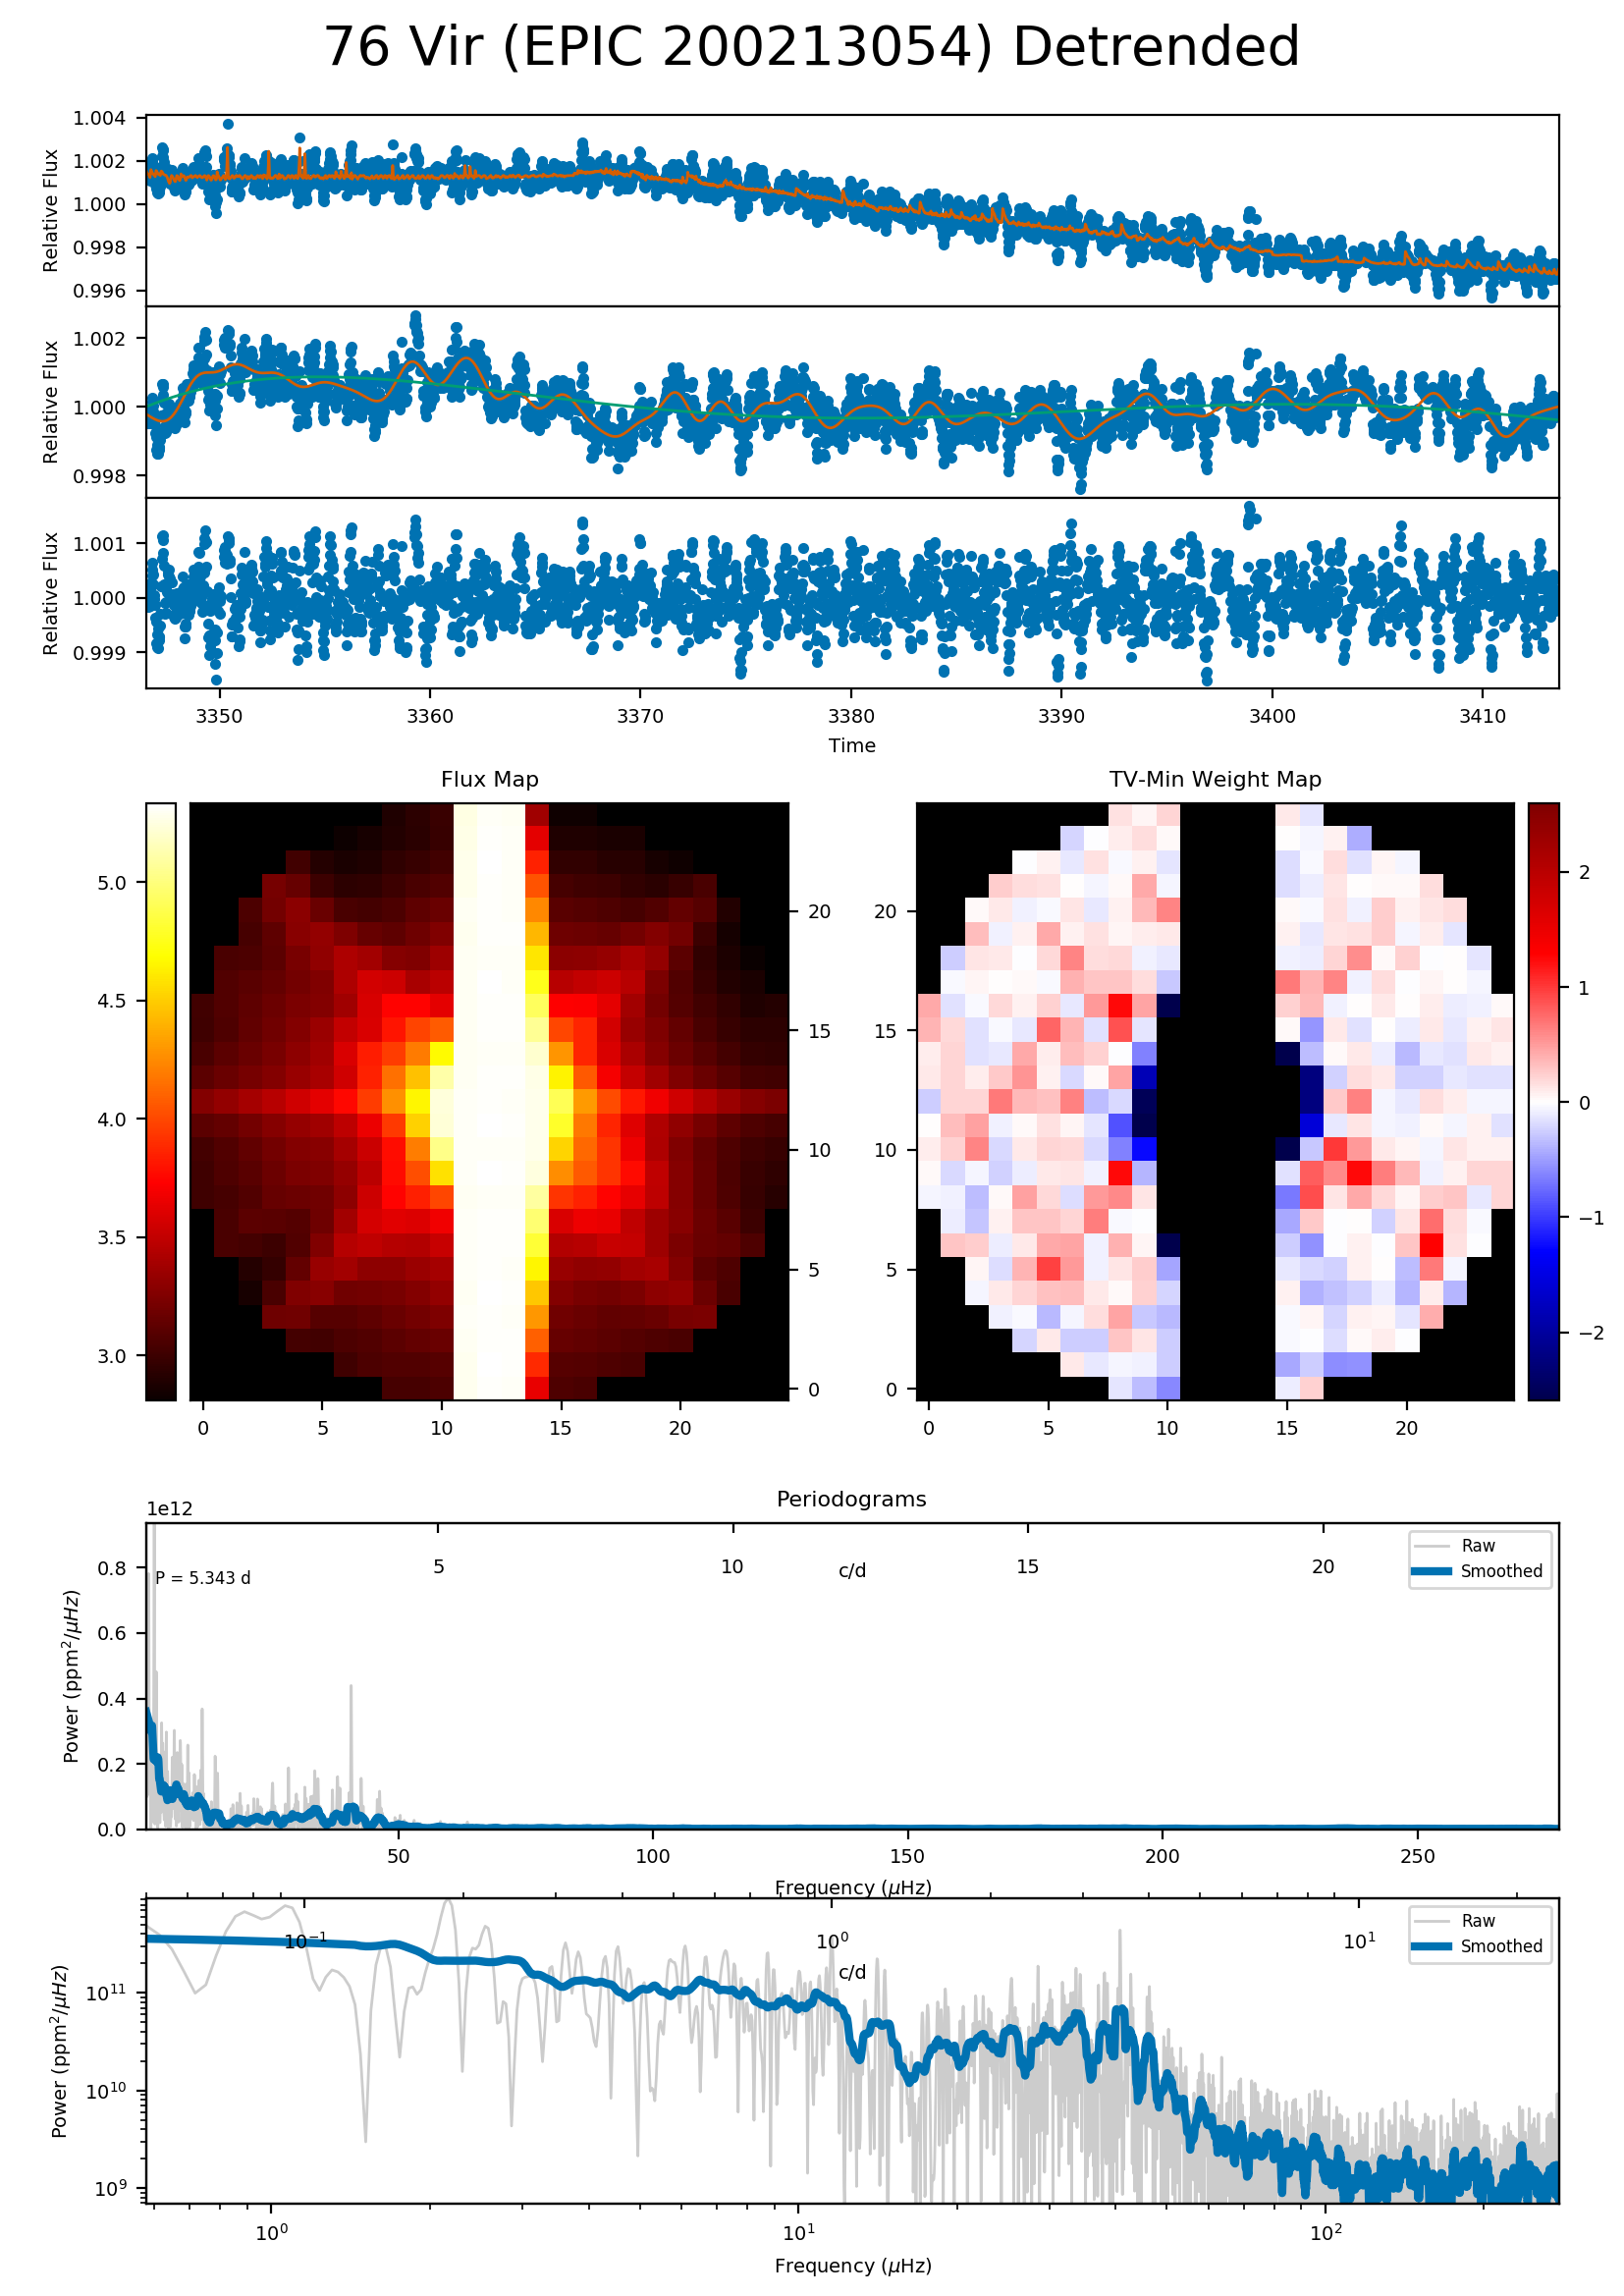 76 Vir (EPIC 200213054) Detrended
1.004
1.002
1.000
0.998
0.996
Relative Flux
1.002
1.000
0.998
Relative Flux
1.001
1.000
0.999
Relative Flux
3350 3360 3370 3380 3390 3400 3410
Time
Flux Map TV-Min Weight Map
5.0
4.5
4.0
3.5
3.0
20
15
10
5
0
0 5 10 15 20
20
15
10
5
0
0 5 10 15 20
2
1
0
−1
−2
Periodograms
1e12
0.8
0.6
0.4
0.2
0.0
Power (ppm²/μHz)
P = 5.343 d
5 10 15 20
c/d
Raw
Smoothed
50 100 150 200 250
Frequency (μHz)
10⁻¹ 10⁰ 10¹
c/d
Raw
Smoothed
10¹¹
10¹⁰
10⁹
Power (ppm²/μHz)
10⁰ 10¹ 10²
Frequency (μHz)